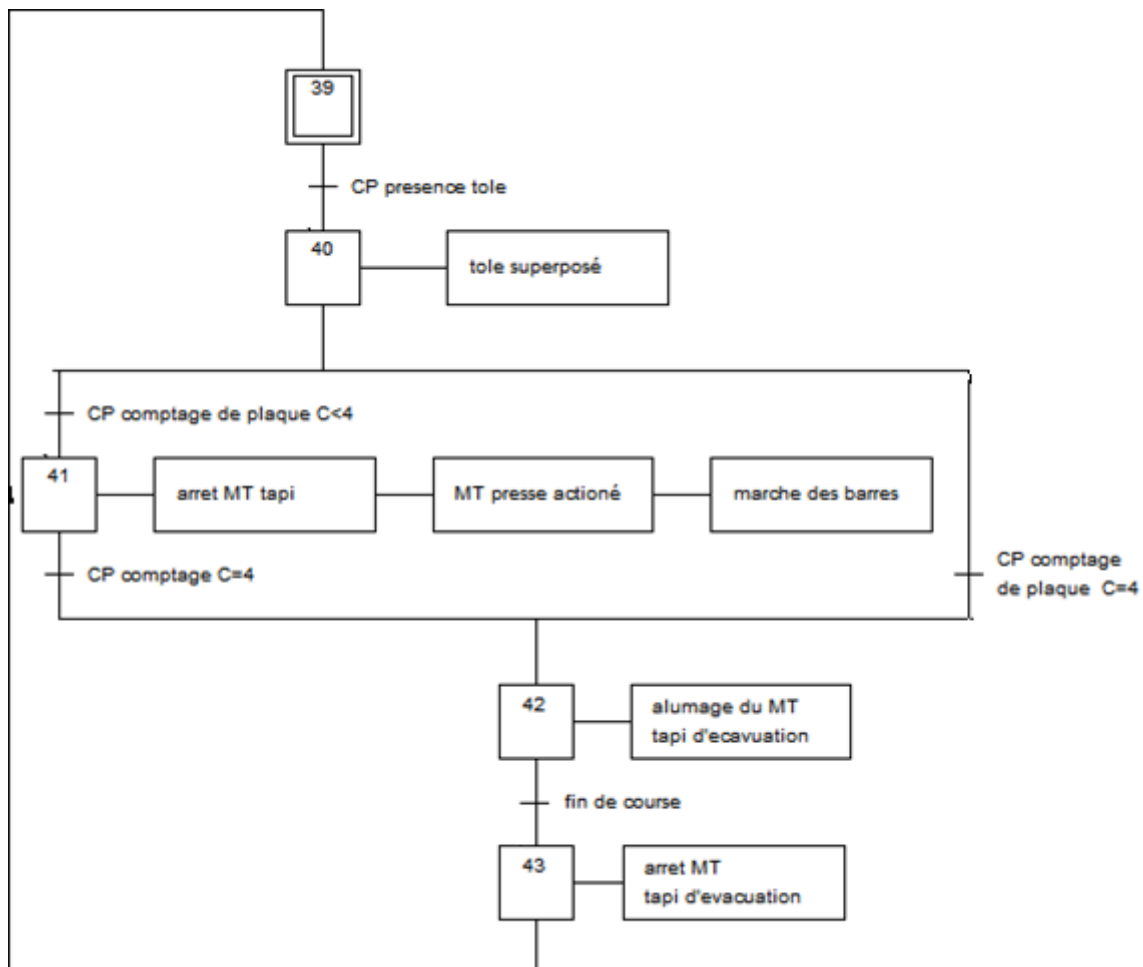 39
CP presence tole
40
tole superposé
CP comptage de plaque C<4
41
arret MT tapi
MT presse actioné
marche des barres
CP comptage C=4
CP comptage
de plaque C=4
42
alumage du MT
tapi d'ecavuation
fin de course
43
arret MT
tapi d'evacuation